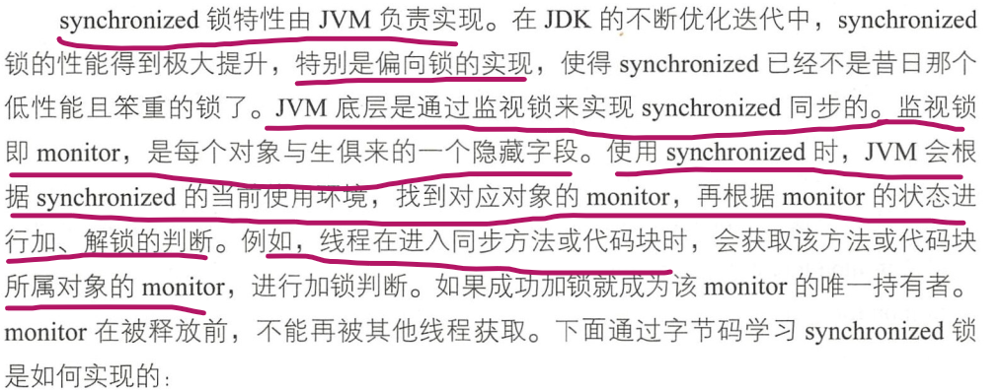 synchronized 锁特性由 JVM 负责实现。在 JDK 的不断优化迭代中，synchronized
锁的性能得到极大提升，特别是偏向锁的实现，使得 synchronized 已经不是昔日那个
低性能且笨重的锁了。JVM 底层是通过监视锁来实现 synchronized 同步的。监视锁
即 monitor，是每个对象与生俱来的一个隐藏字段。使用 synchronized 时，JVM 会根
据 synchronized 的当前使用环境，找到对应对象的 monitor，再根据 monitor 的状态进
行加、解锁的判断。例如，线程在进入同步方法或代码块时，会获取该方法或代码块
所属对象的 monitor，进行加锁判断。如果成功加锁就成为该 monitor 的唯一持有者。
monitor 在被释放前，不能再被其他线程获取。下面通过字节码学习 synchronized 锁
是如何实现的：